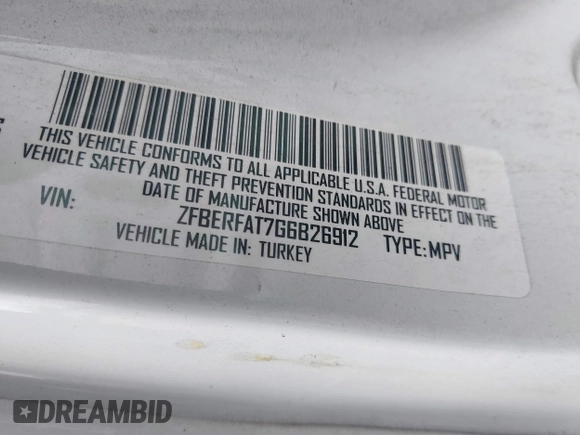 THIS VEHICLE CONFORMS TO ALL APPLICABLE U.S.A. FEDERAL MOTOR
VEHICLE SAFETY AND THEFT PREVENTION STANDARDS IN EFFECT ON THE
DATE OF MANUFACTURE SHOWN ABOVE
VIN: ZFBERFAT7G6B26912 TYPE: MPV
VEHICLE MADE IN: TURKEY
DREAMBID